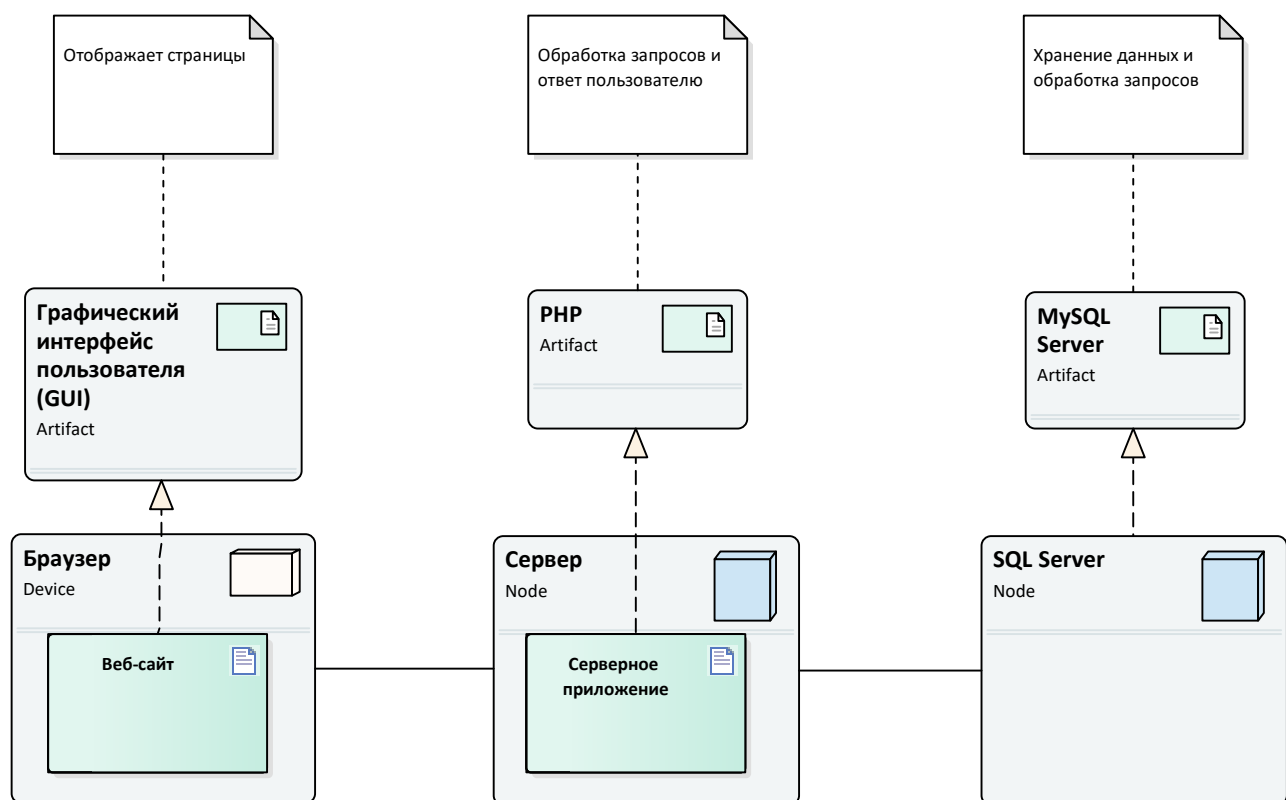 Отображает страницы
Обработка запросов и
ответ пользователю
Хранение данных и
обработка запросов
Графический
интерфейс
пользователя
(GUI)
Artifact
PHP
Artifact
MySQL
Server
Artifact
Браузер
Device
Веб-сайт
Сервер
Node
Серверное
приложение
SQL Server
Node